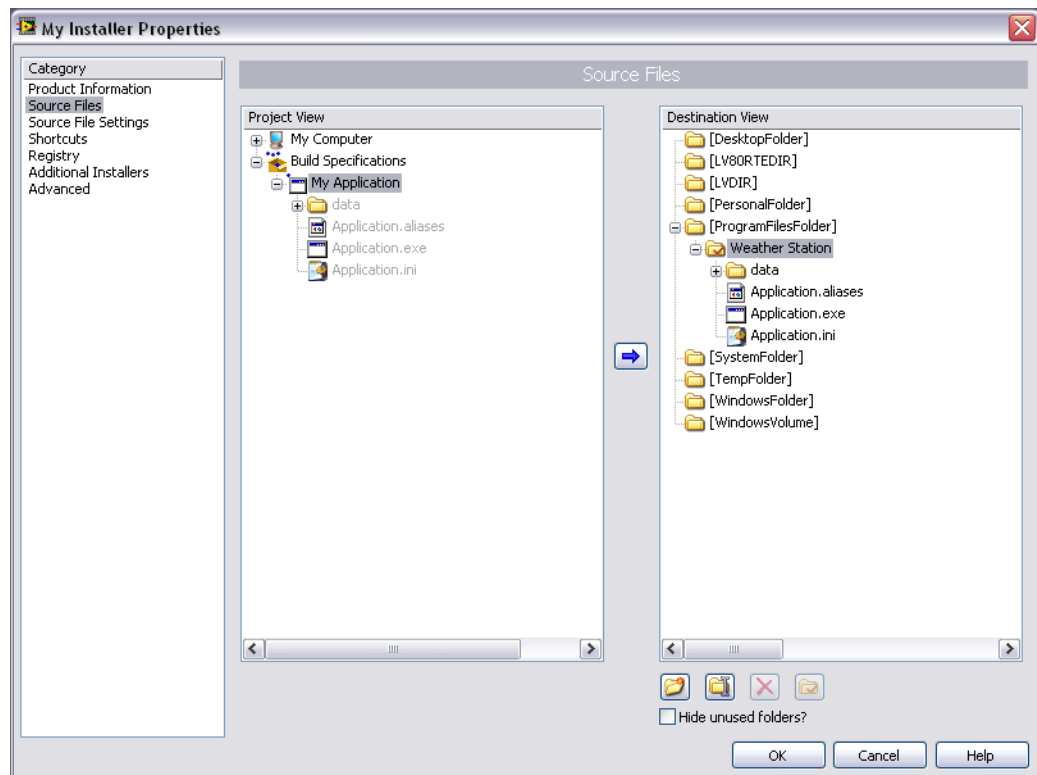 My Installer Properties
Category
Product Information
Source Files
Source File Settings
Shortcuts
Registry
Additional Installers
Advanced
Source Files
Project View
My Computer
Build Specifications
My Application
data
Application.aliases
Application.exe
Application.ini
Destination View
[DesktopFolder]
[LV80RTEDIR]
[LVDIR]
[PersonalFolder]
[ProgramFilesFolder]
Weather Station
data
Application.aliases
Application.exe
Application.ini
[SystemFolder]
[TempFolder]
[WindowsFolder]
[WindowsVolume]
Hide unused folders?
OK
Cancel
Help